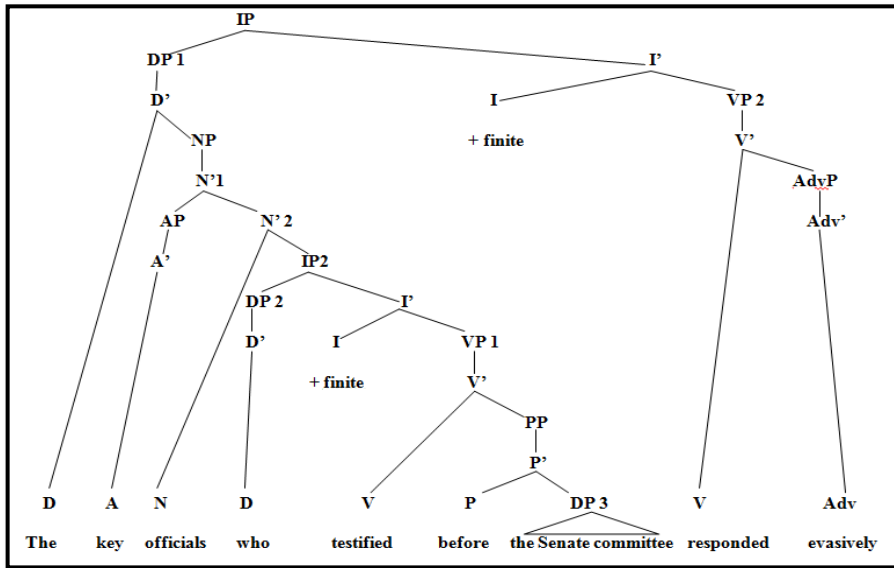 IP
DP 1 I’
D’ I VP 2
NP + finite V’
N’1 AdvP
AP N’ 2 Adv’
A’ IP2
DP 2 I’
D’ I VP 1
+ finite V’
PP
P’
D A N D V P DP 3 V Adv
The key officials who testified before the Senate committee responded evasively